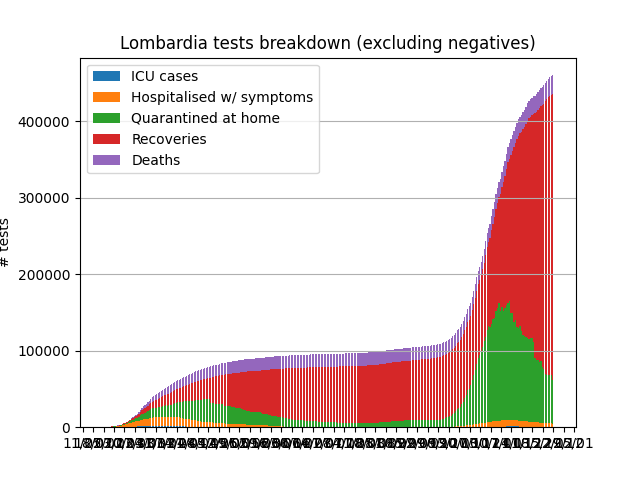 Lombardia tests breakdown (excluding negatives)
ICU cases
Hospitalised w/ symptoms
Quarantined at home
Recoveries
Deaths
400000
300000
200000
100000
0
# tests